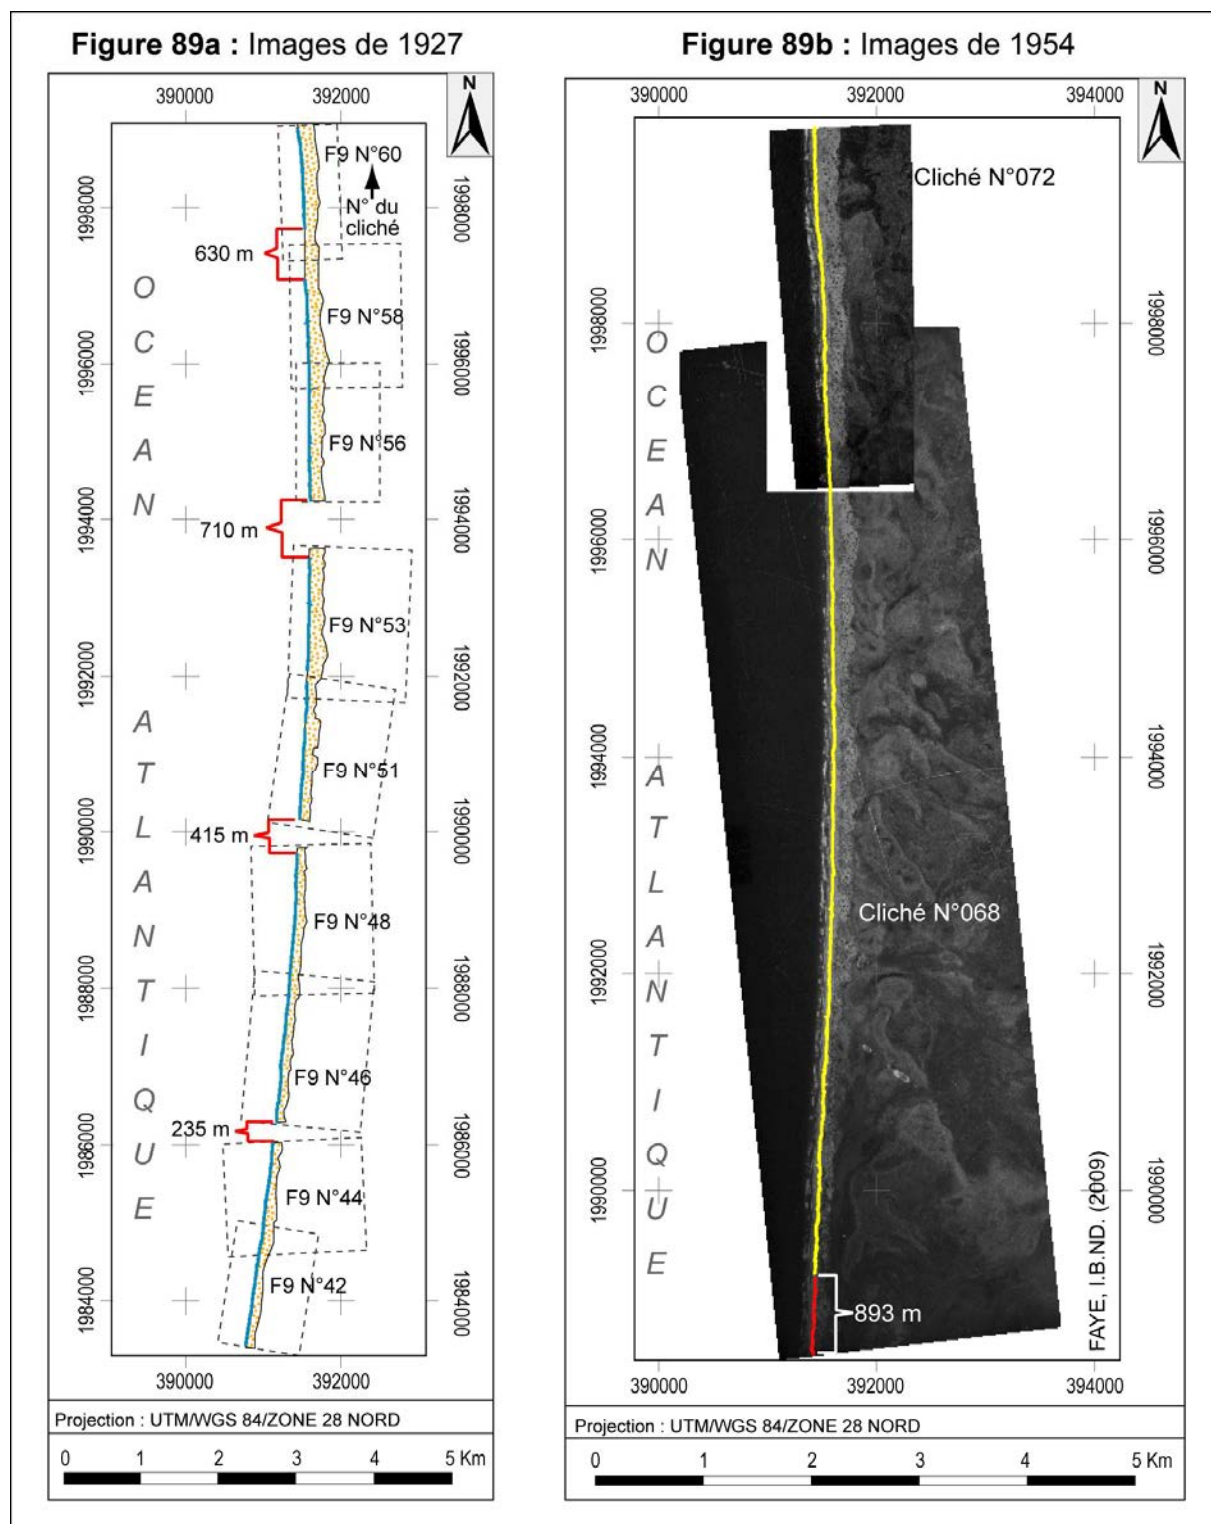 Figure 89a : Images de 1927
N
390000 392000
F9 N°60
N° du
cliché
1998000
1998000
630 m
F9 N°58
1996000
1996000
F9 N°56
1994000
1994000
710 m
F9 N°53
1992000
1992000
F9 N°51
1990000
1990000
415 m
F9 N°48
1988000
1988000
F9 N°46
1986000
1986000
235 m
F9 N°44
F9 N°42
1984000
1984000
OCEAN
ATLANTIQUE
390000 392000
Projection : UTM/WGS 84/ZONE 28 NORD
0 1 2 3 4 5 Km
Figure 89b : Images de 1954
N
390000 392000 394000
Cliché N°072
1998000
1998000
1996000
1996000
1994000
1994000
Cliché N°068
1992000
1992000
1990000
1990000
OCEAN
ATLANTIQUE
893 m
FAYE, I.B.ND. (2009)
390000 392000 394000
Projection : UTM/WGS 84/ZONE 28 NORD
0 1 2 3 4 5 Km